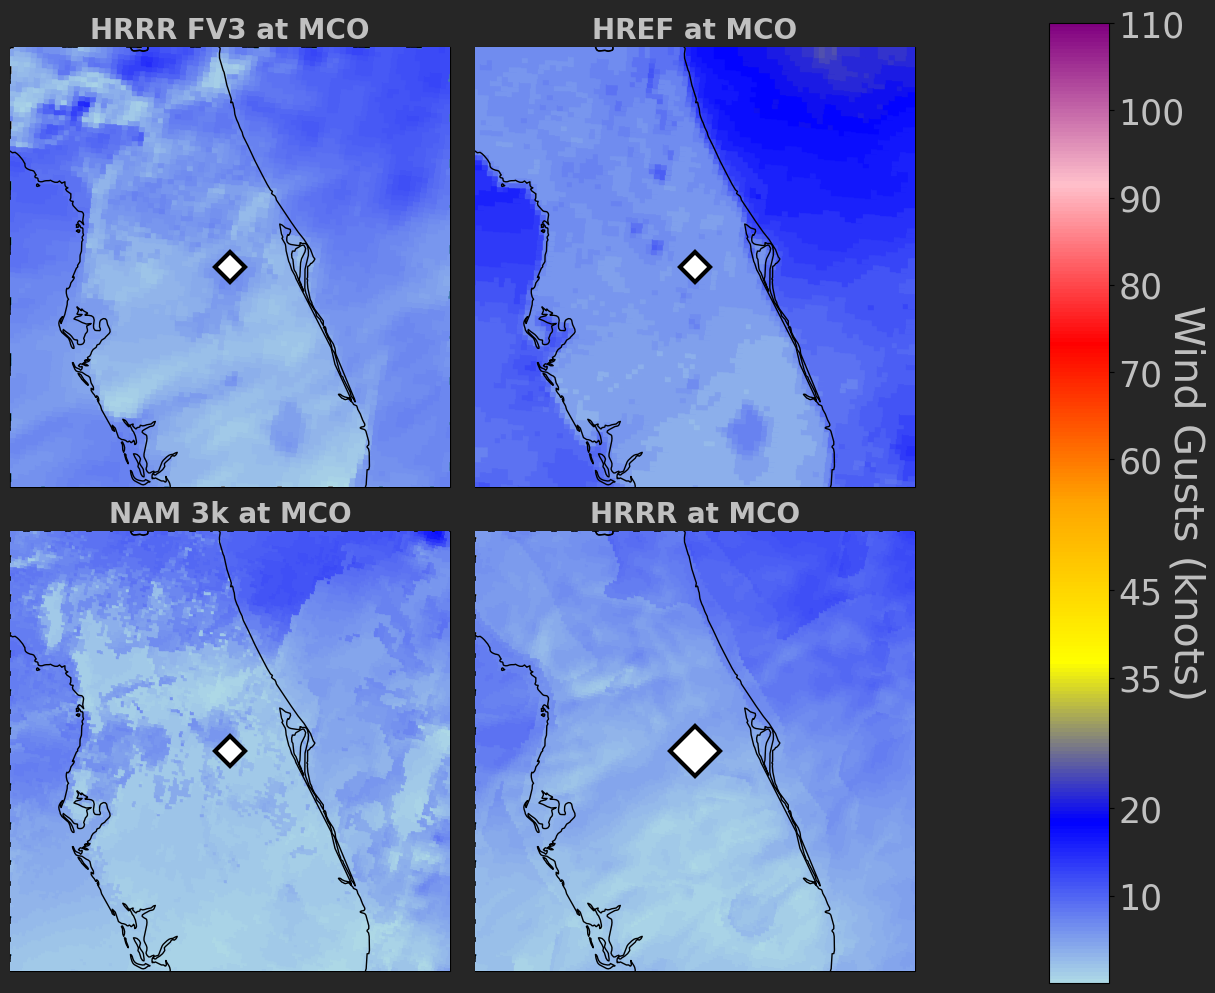 HRRR FV3 at MCO
HREF at MCO
NAM 3k at MCO
HRRR at MCO
110
100
90
80
70
60
45
35
20
10
Wind Gusts (knots)